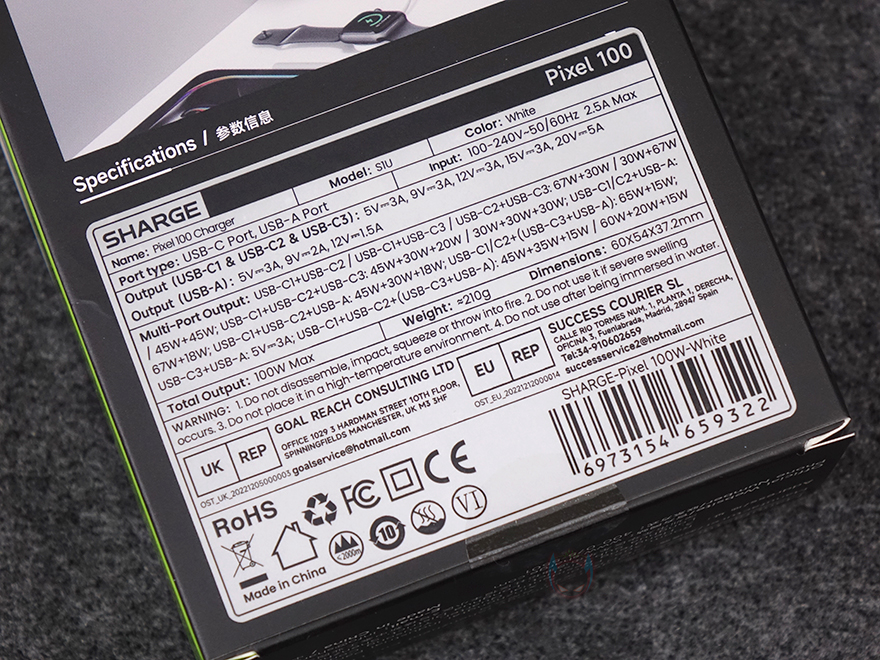 Specifications / 参数信息
Pixel 100
SHARGE
Model: S1U
Color: White
Name: Pixel 100 Charger
Input: 100-240V~50/60Hz 2.5A Max
Port type: USB-C Port, USB-A Port
Output (USB-C1 & USB-C2 & USB-C3): 5V⎓3A, 9V⎓3A, 12V⎓3A, 15V⎓3A, 20V⎓5A
Output (USB-A): 5V⎓3A, 9V⎓2A, 12V⎓1.5A
Multi-Port Output: USB-C1+USB-C2 / USB-C1+USB-C3 / USB-C2+USB-C3: 67W+30W / 30W+67W
/ 45W+45W; USB-C1+USB-C2+USB-C3: 45W+30W+20W / 30W+30W+30W; USB-C1/C2+USB-A:
67W+18W; USB-C1+USB-C2+USB-A: 45W+30W+18W; USB-C1/C2+(USB-C3+USB-A): 65W+15W;
USB-C3+USB-A: 5V⎓3A; USB-C1+USB-C2+(USB-C3+USB-A): 45W+35W+15W / 60W+20W+15W
Total Output: 100W Max
Weight: ≈210g
Dimensions: 60X54X37.2mm
WARNING: 1. Do not disassemble, impact, squeeze or throw into fire. 2. Do not use it if severe swelling
occurs. 3. Do not place it in a high-temperature environment. 4. Do not use after being immersed in water.
UK REP
GOAL REACH CONSULTING LTD
OFFICE 1029 3 HARDMAN STREET 10TH FLOOR,
SPINNINGFIELDS MANCHESTER, UK M3 3HF
OST_UK_20221205000003 goalservice@hotmail.com
EU REP
SUCCESS COURIER SL
CALLE RIO TORMES NUM. 1, PLANTA 1, DERECHA,
OFICINA 3, Fuenlabrada, Madrid, 28947 Spain
Tel:34-910602659
OST_EU_20221212000014 successservice2@hotmail.com
SHARGE-Pixel 100W-White
6973154 659322
RoHS FC CE
≤2000m 10 VI
Made in China